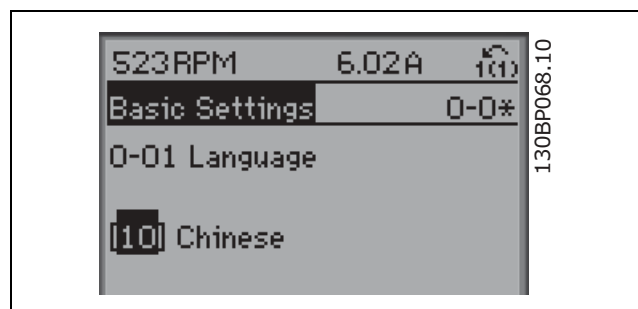 523RPM 6.02A 1(1)
Basic Settings 0-0*
0-01 Language
[10] Chinese
130BP068.10